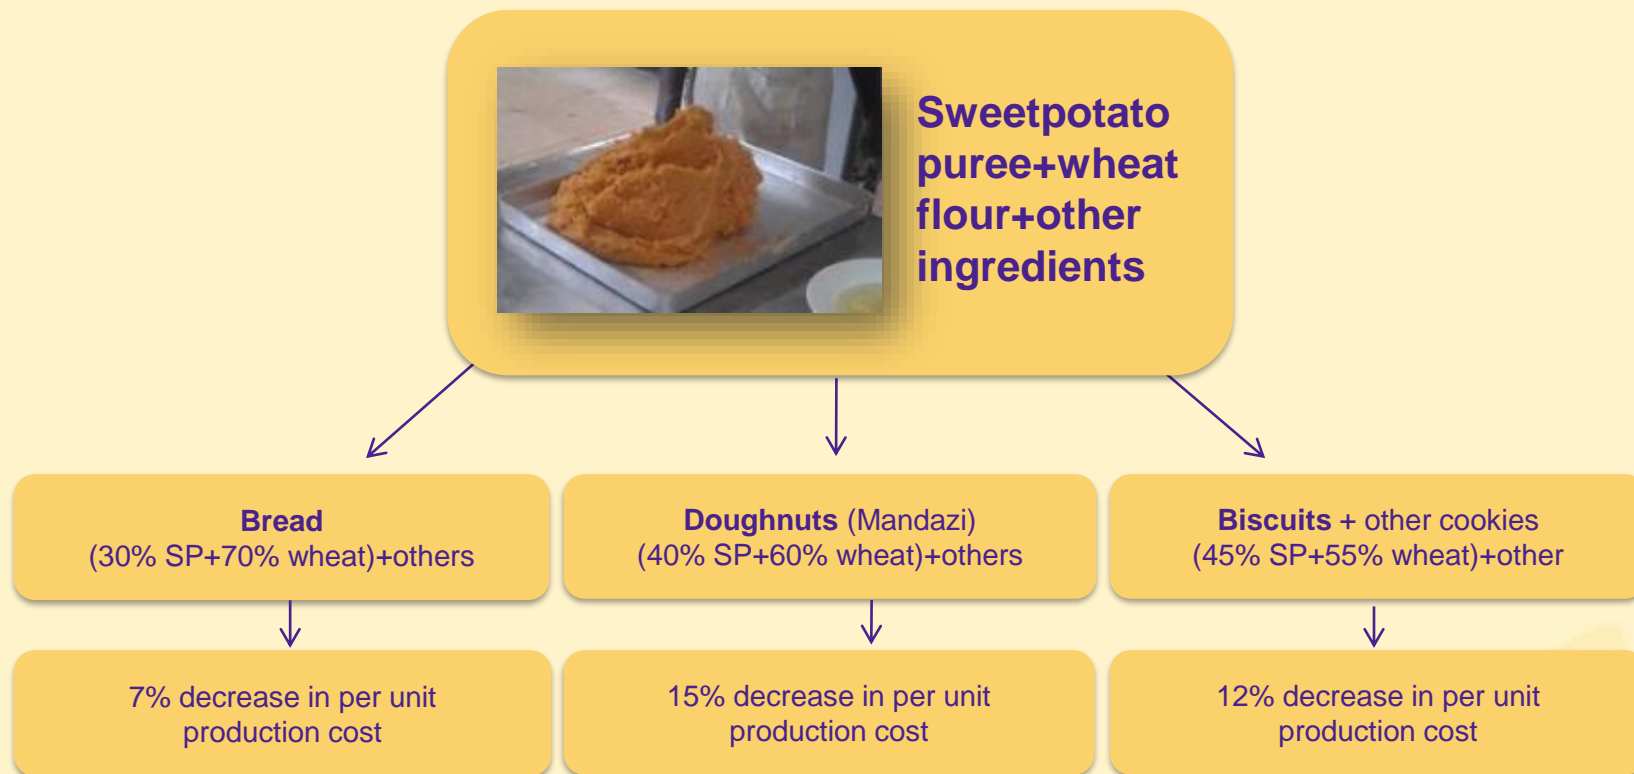 Sweetpotato
puree+wheat
flour+other
ingredients
Bread
(30% SP+70% wheat)+others
Doughnuts (Mandazi)
(40% SP+60% wheat)+others
Biscuits + other cookies
(45% SP+55% wheat)+other
7% decrease in per unit
production cost
15% decrease in per unit
production cost
12% decrease in per unit
production cost